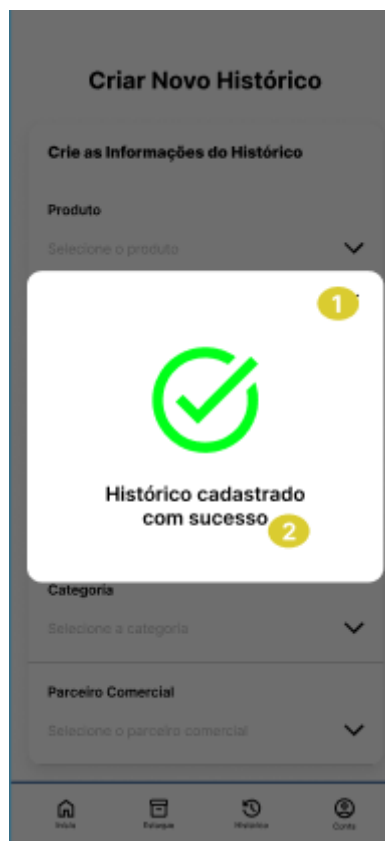 Criar Novo Histórico
Crie as Informações do Histórico
Produto
Selecione o produto
1
Histórico cadastrado
com sucesso
2
Categoria
Selecione a categoria
Parceiro Comercial
Selecione o parceiro comercial
Início
Estoque
Histórico
Conta